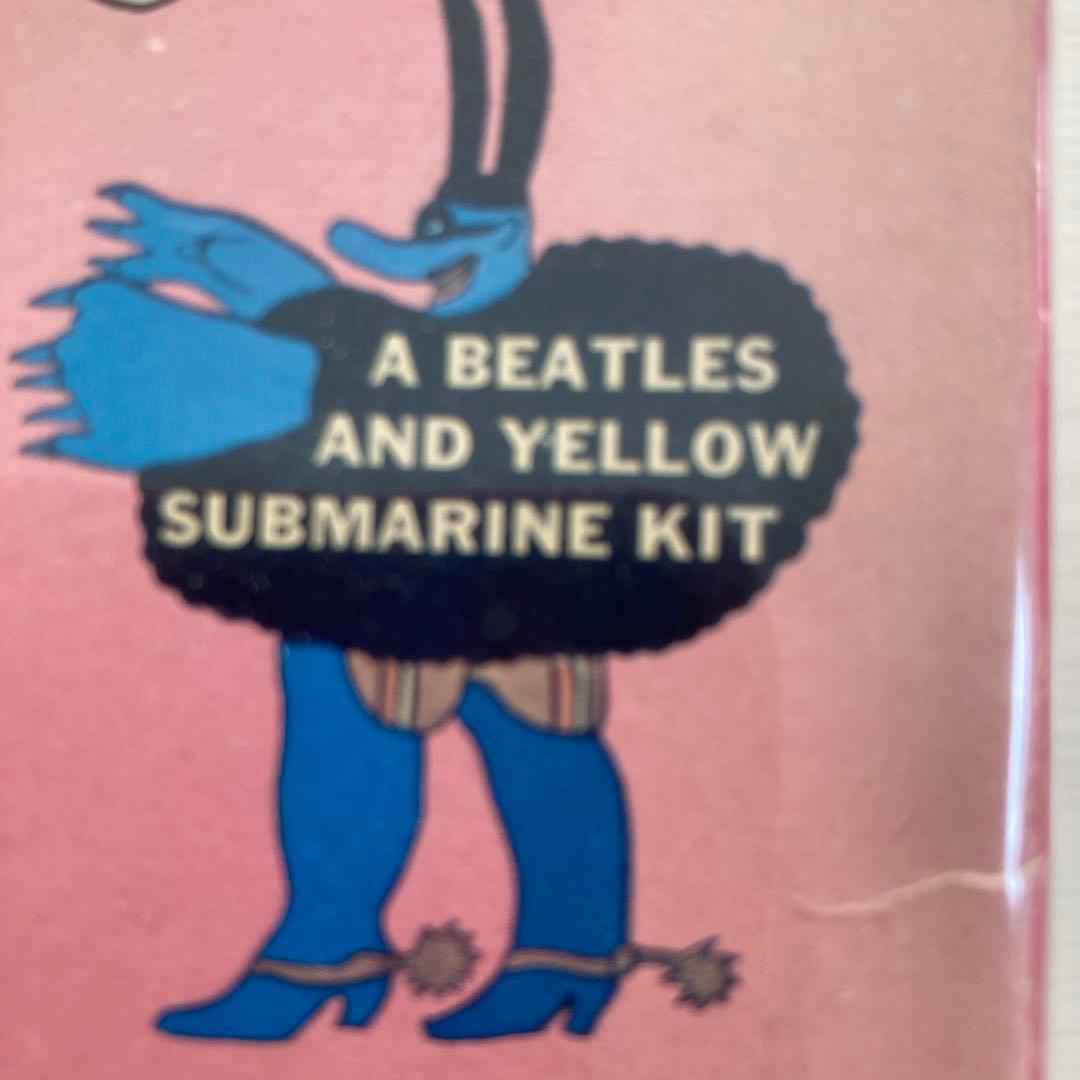 A BEATLES
AND YELLOW
SUBMARINE KIT